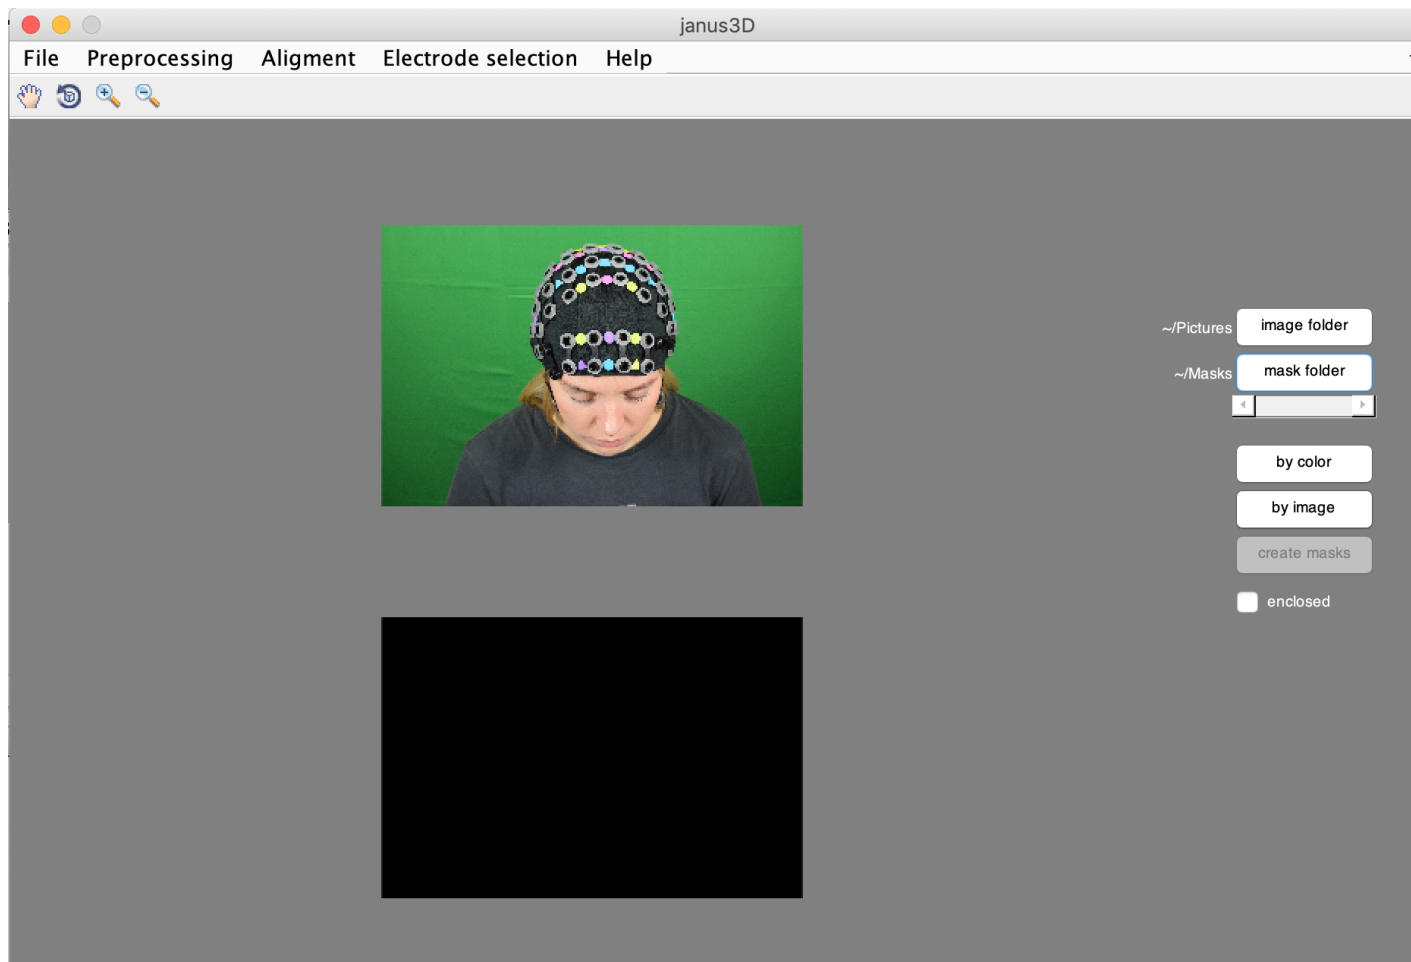 janus3D
File Preprocessing Aligment Electrode selection Help
~/Pictures image folder
~/Masks mask folder
by color
by image
create masks
enclosed